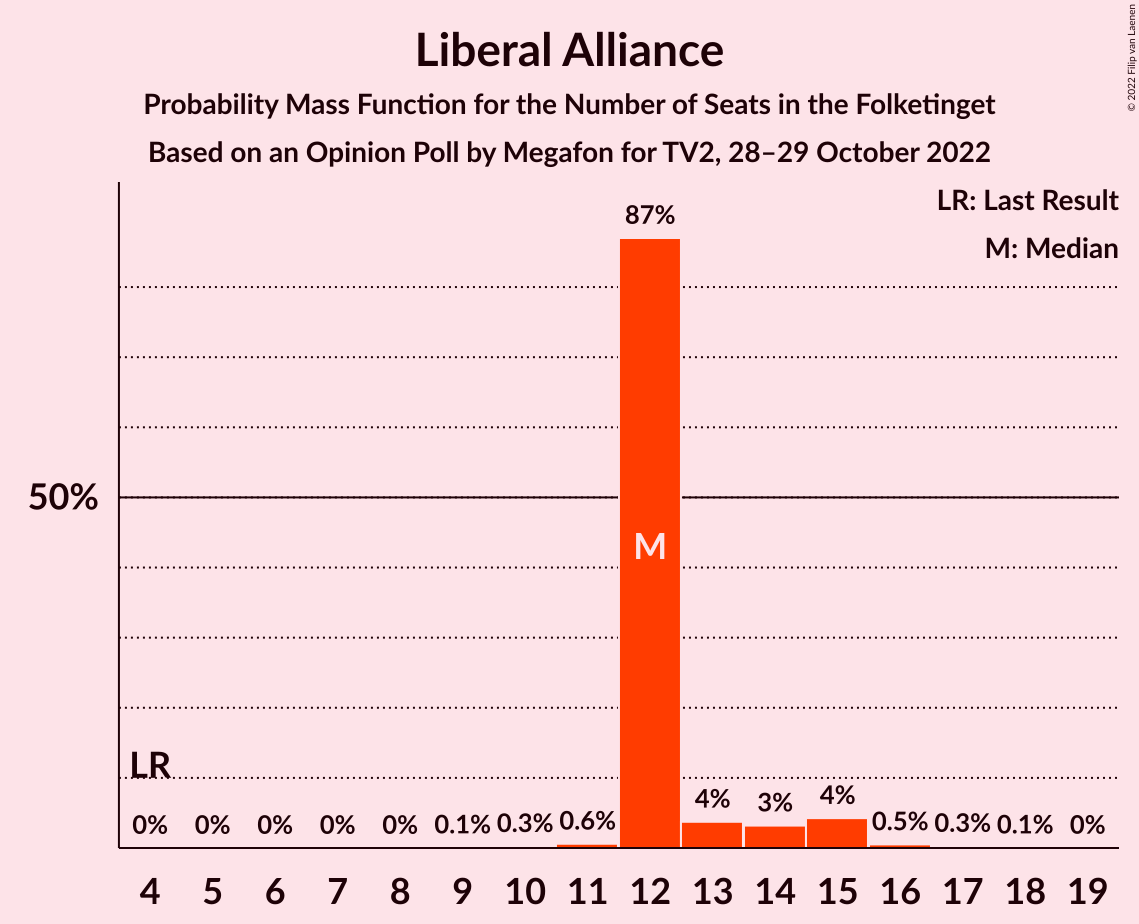 Liberal Alliance
Probability Mass Function for the Number of Seats in the Folketinget
Based on an Opinion Poll by Megafon for TV2, 28–29 October 2022
© 2022 Filip van Laenen
LR: Last Result
M: Median
87%
50%
M
LR
0% 0% 0% 0% 0% 0.1% 0.3% 0.6% 4% 3% 4% 0.5% 0.3% 0.1% 0%
4 5 6 7 8 9 10 11 12 13 14 15 16 17 18 19